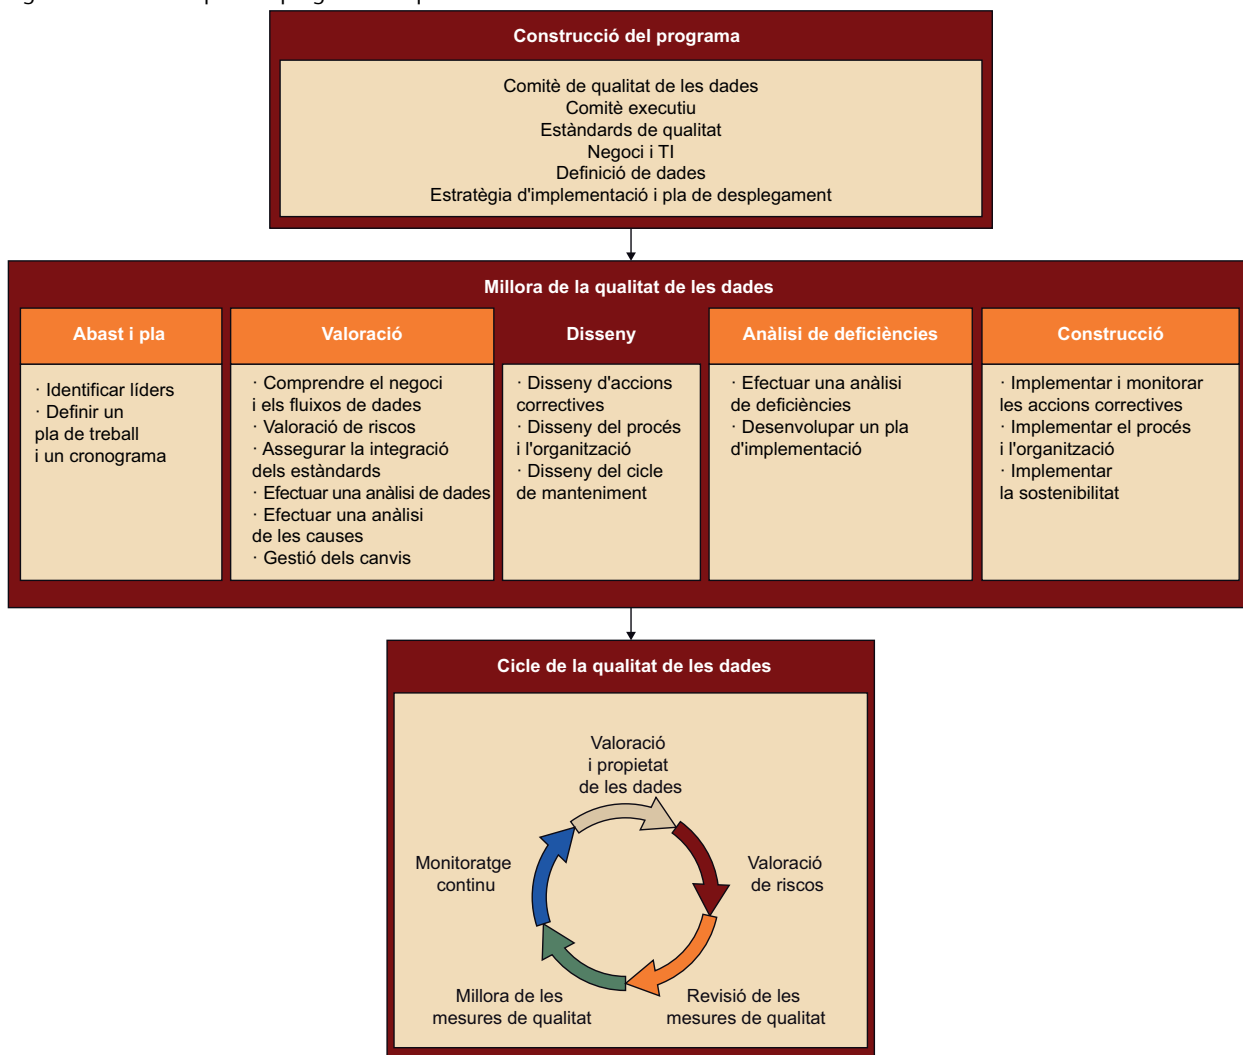 Construcció del programa
Comitè de qualitat de les dades
Comitè executiu
Estàndards de qualitat
Negoci i TI
Definició de dades
Estratègia d'implementació i pla de desplegament
Millora de la qualitat de les dades
Abast i pla
· Identificar líders
· Definir un
pla de treball
i un cronograma
Valoració
· Comprendre el negoci
i els fluixos de dades
· Valoració de riscos
· Assegurar la integració
dels estàndards
· Efectuar una anàlisi de dades
· Efectuar una anàlisi
de les causes
· Gestió dels canvis
Disseny
· Disseny d'accions
correctives
· Disseny del procés
i l'organització
· Disseny del cicle
de manteniment
Anàlisi de deficiències
· Efectuar una anàlisi
de deficiències
· Desenvolupar un pla
d'implementació
Construcció
· Implementar i monitorar
les accions correctives
· Implementar el procés
i l'organització
· Implementar
la sostenibilitat
Cicle de la qualitat de les dades
Valoració
i propietat
de les dades
Valoració
de riscos
Revisió de les
mesures de qualitat
Millora de les
mesures de qualitat
Monitoratge
continu